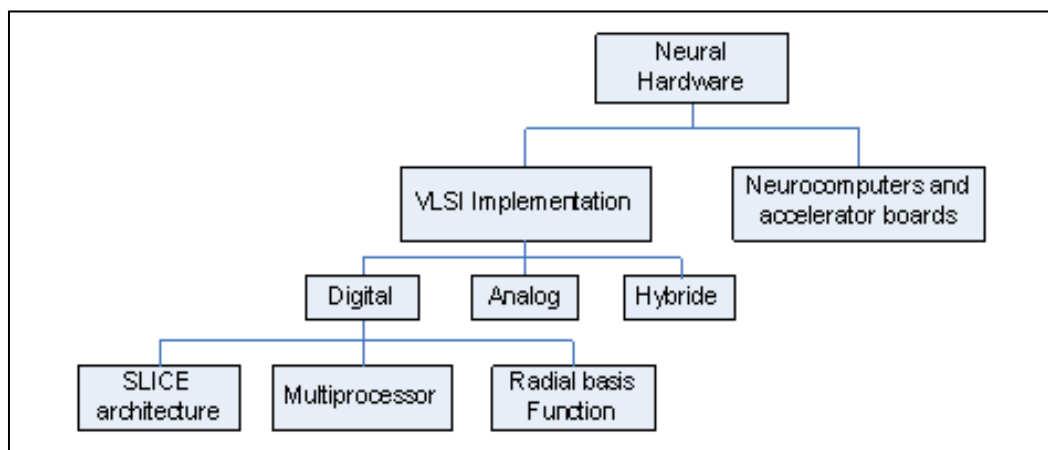 Neural
Hardware
VLSI Implementation
Neurocomputers and
accelerator boards
Digital
Analog
Hybride
SLICE
architecture
Multiprocessor
Radial basis
Function